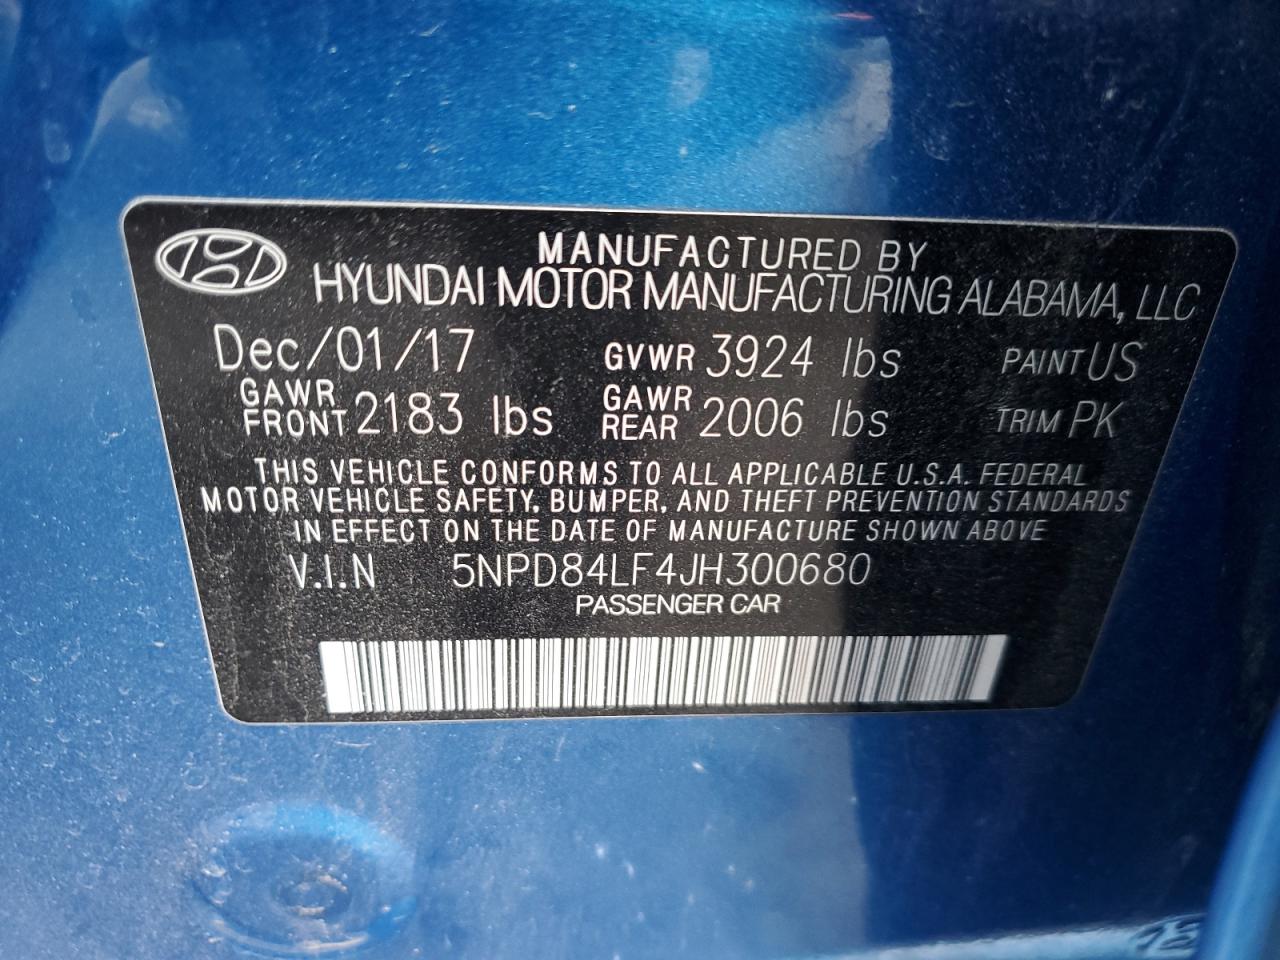 MANUFACTURED BY
HYUNDAI MOTOR MANUFACTURING ALABAMA, LLC
Dec/01/17 GVWR 3924 lbs PAINT US
GAWR FRONT 2183 lbs GAWR REAR 2006 lbs TRIM PK
THIS VEHICLE CONFORMS TO ALL APPLICABLE U.S.A. FEDERAL
MOTOR VEHICLE SAFETY, BUMPER, AND THEFT PREVENTION STANDARDS
IN EFFECT ON THE DATE OF MANUFACTURE SHOWN ABOVE
V.I.N 5NPD84LF4JH300680
PASSENGER CAR